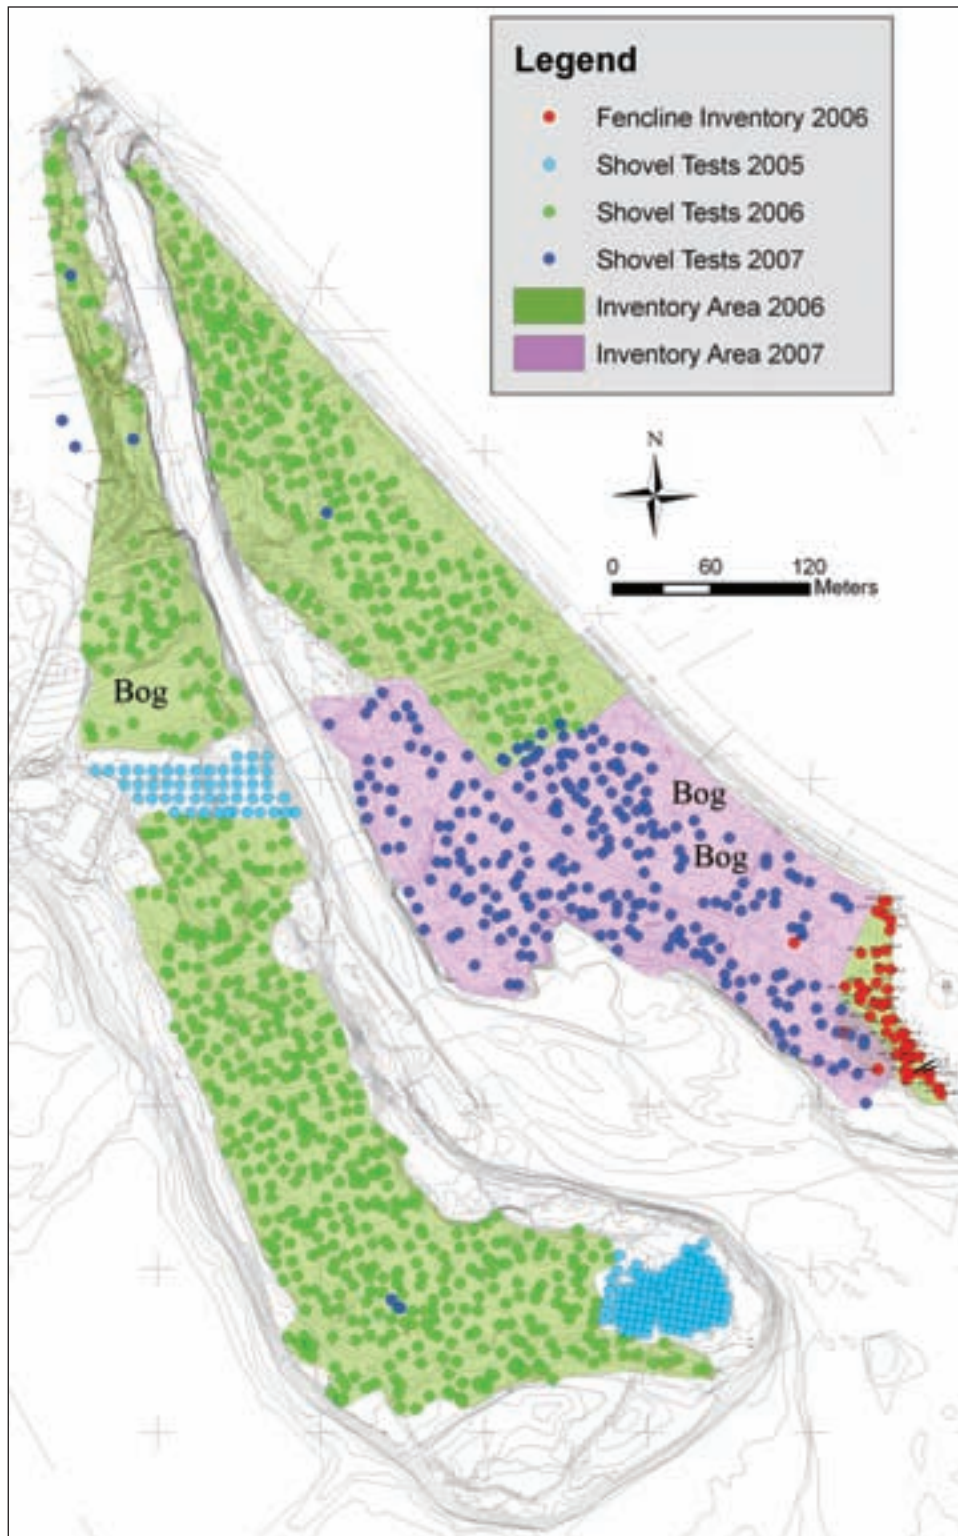 Legend
Fencline Inventory 2006
Shovel Tests 2005
Shovel Tests 2006
Shovel Tests 2007
Inventory Area 2006
Inventory Area 2007
N
0 60 120
Meters
Bog
Bog
Bog